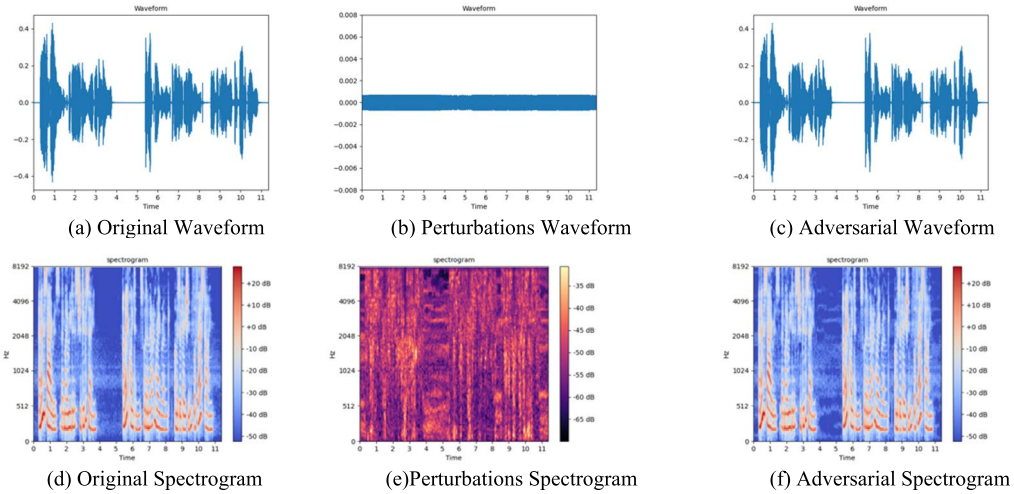 Waveform
0.4
0.2
0.0
−0.2
−0.4
0 1 2 3 4 5 6 7 8 9 10 11
Time
(a) Original Waveform
Waveform
0.008
0.006
0.004
0.002
0.000
−0.002
−0.004
−0.006
−0.008
0 1 2 3 4 5 6 7 8 9 10 11
Time
(b) Perturbations Waveform
Waveform
0.4
0.2
0.0
−0.2
−0.4
0 1 2 3 4 5 6 7 8 9 10 11
Time
(c) Adversarial Waveform
spectrogram
8192
4096
2048
1024
512
0
Hz
0 1 2 3 4 5 6 7 8 9 10 11
Time
+20 dB
+10 dB
+0 dB
-10 dB
-20 dB
-30 dB
-40 dB
-50 dB
(d) Original Spectrogram
spectrogram
8192
4096
2048
1024
512
0
Hz
0 1 2 3 4 5 6 7 8 9 10 11
Time
-35 dB
-40 dB
-45 dB
-50 dB
-55 dB
-60 dB
-65 dB
(e)Perturbations Spectrogram
spectrogram
8192
4096
2048
1024
512
0
Hz
0 1 2 3 4 5 6 7 8 9 10 11
Time
+20 dB
+10 dB
+0 dB
-10 dB
-20 dB
-30 dB
-40 dB
-50 dB
(f) Adversarial Spectrogram